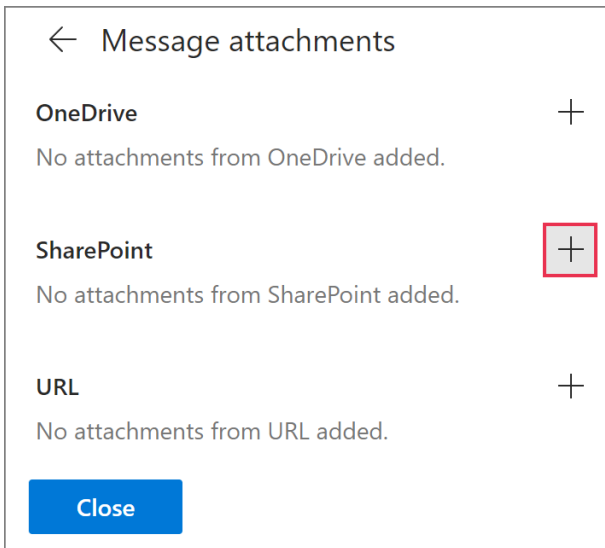 Message attachments
OneDrive
No attachments from OneDrive added.
SharePoint
No attachments from SharePoint added.
URL
No attachments from URL added.
Close